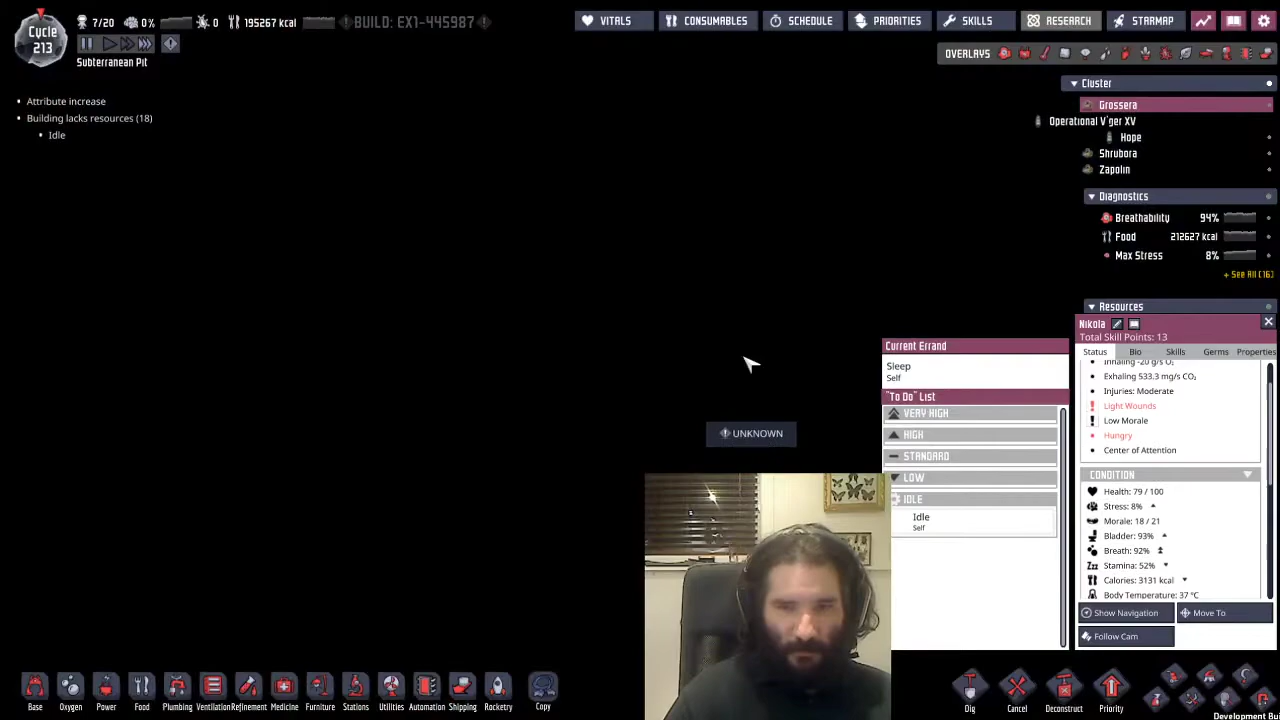 Cycle
213
7/20
0%
0
195267 kcal
BUILD: EX1-445987
VITALS
CONSUMABLES
SCHEDULE
PRIORITIES
SKILLS
RESEARCH
STARMAP
Subterranean Pit
OVERLAYS
Attribute increase
Building lacks resources (18)
Idle
Cluster
Grossera
Operational V'ger XV
Hope
Shrubora
Zapolin
Diagnostics
Breathability 94%
Food 212627 kcal
Max Stress 8%
+ See All (16)
Resources
Nikola
Total Skill Points: 13
Status Bio Skills Germs Properties
Inhaling -20 g/s O₂
Exhaling 533.3 mg/s CO₂
Injuries: Moderate
Light Wounds
Low Morale
Hungry
Center of Attention
CONDITION
Health: 79 / 100
Stress: 8%
Morale: 18 / 21
Bladder: 93%
Breath: 92%
Stamina: 52%
Calories: 3131 kcal
Body Temperature: 37 °C
Show Navigation
Move To
Follow Cam
Current Errand
Sleep
Self
"To Do" List
VERY HIGH
HIGH
STANDARD
LOW
IDLE
Idle
Self
UNKNOWN
Base
Oxygen
Power
Food
Plumbing
Ventilation
Refinement
Medicine
Furniture
Stations
Utilities
Automation
Shipping
Rocketry
Copy
Dig
Cancel
Deconstruct
Priority
Development Bui